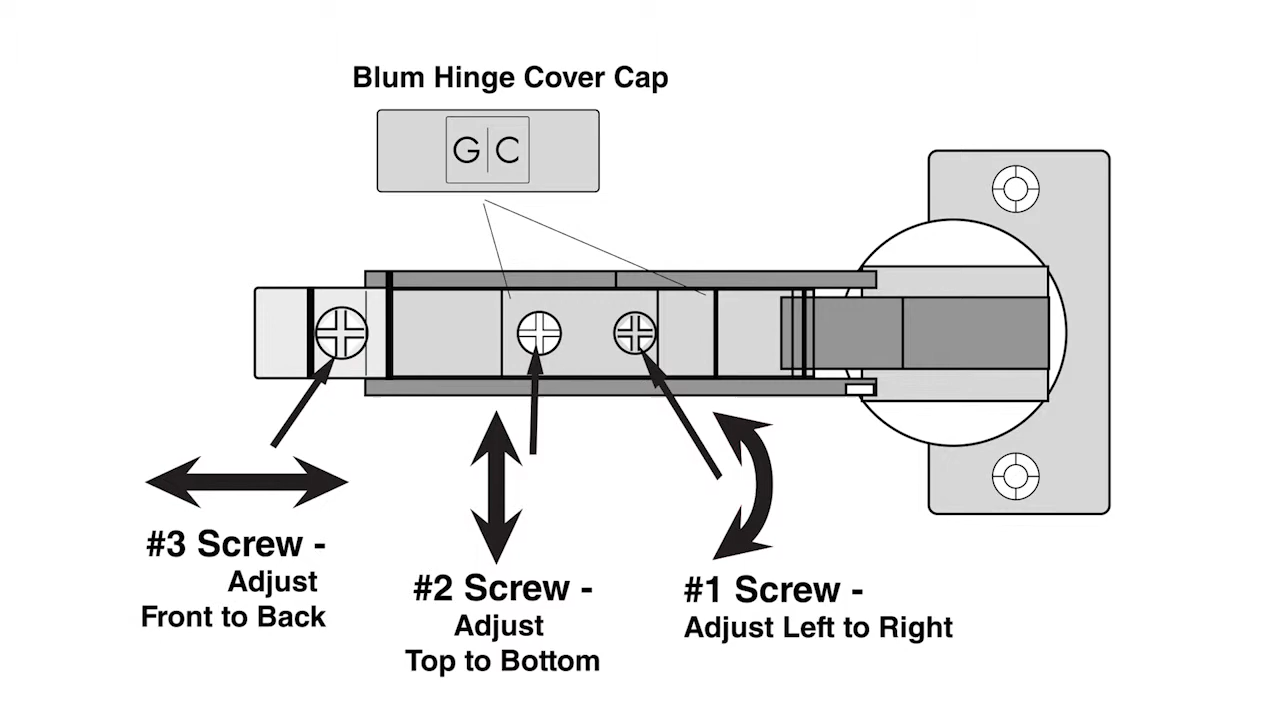 Blum Hinge Cover Cap
G C
#3 Screw -
Adjust
Front to Back
#2 Screw -
Adjust
Top to Bottom
#1 Screw -
Adjust Left to Right